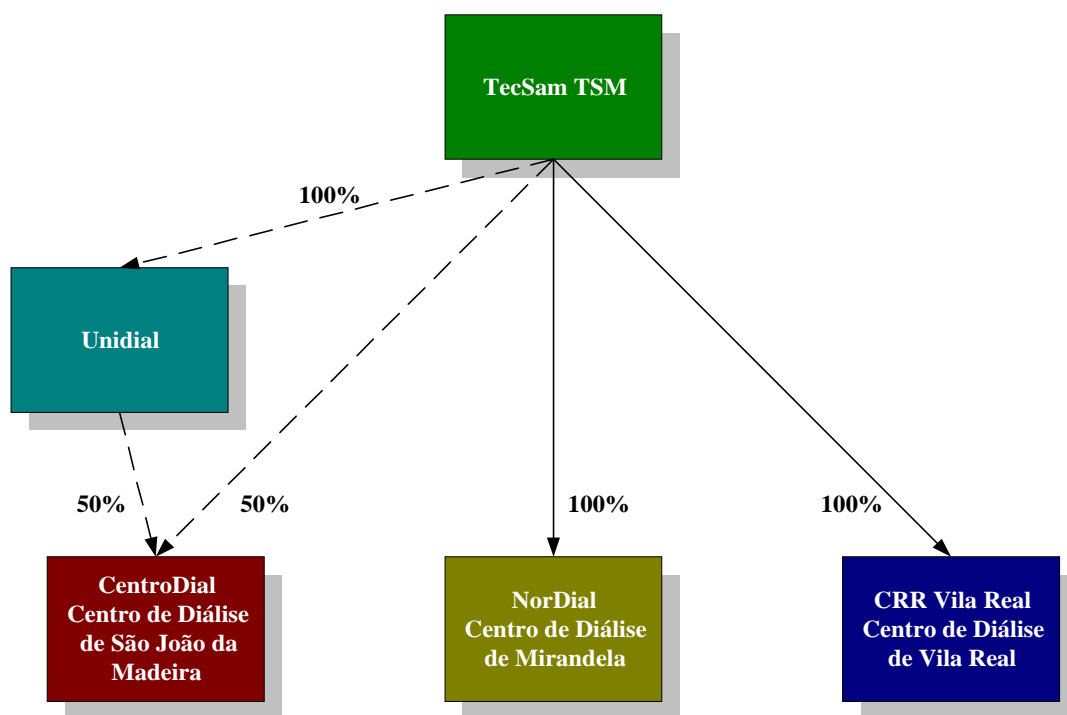 TecSam TSM
100%
Unidial
50%
50%
100%
100%
CentroDial
Centro de Diálise
de São João da
Madeira
NorDial
Centro de Diálise
de Mirandela
CRR Vila Real
Centro de Diálise
de Vila Real